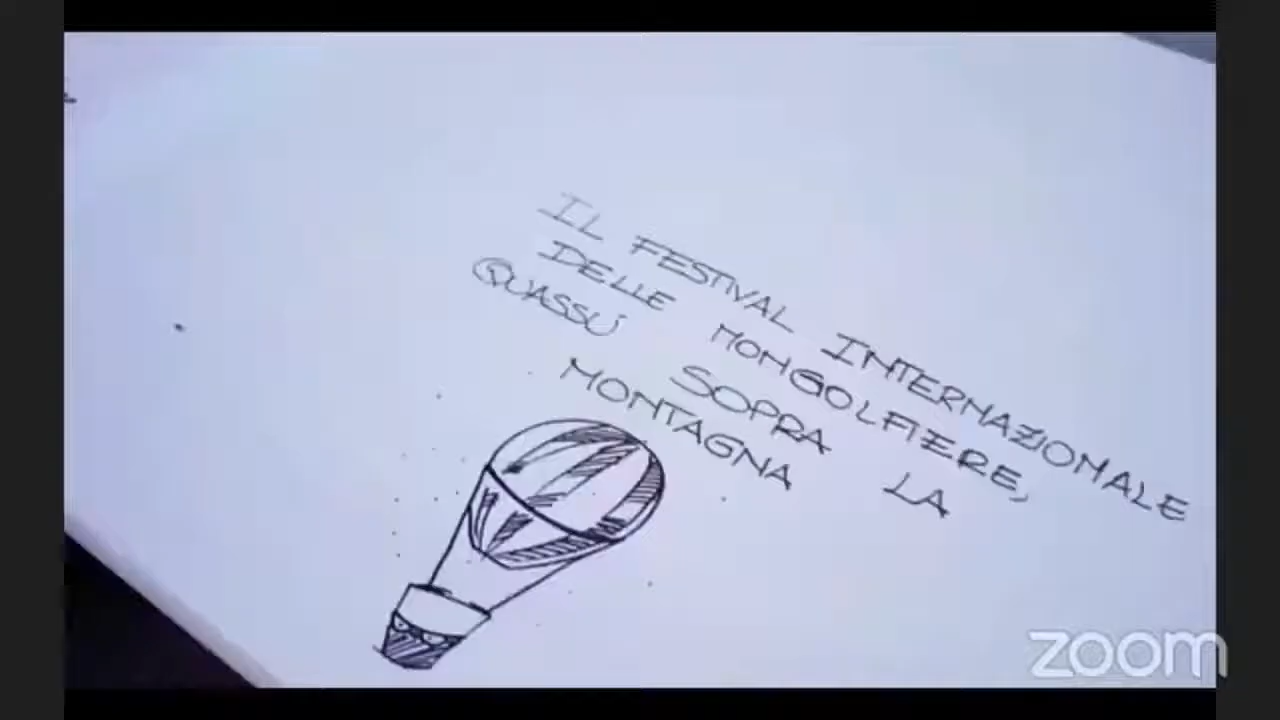 IL FESTIVAL INTERNAZIONALE
DELLE MONGOLFIERE,
QUASSÙ SOPRA LA
MONTAGNA
zoom